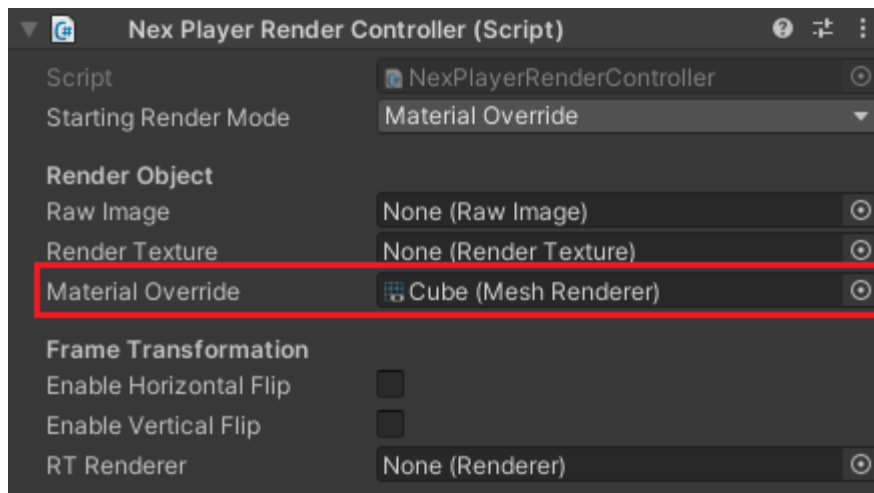 Nex Player Render Controller (Script)
Script NexPlayerRenderController
Starting Render Mode Material Override
Render Object
Raw Image None (Raw Image)
Render Texture None (Render Texture)
Material Override Cube (Mesh Renderer)
Frame Transformation
Enable Horizontal Flip
Enable Vertical Flip
RT Renderer None (Renderer)